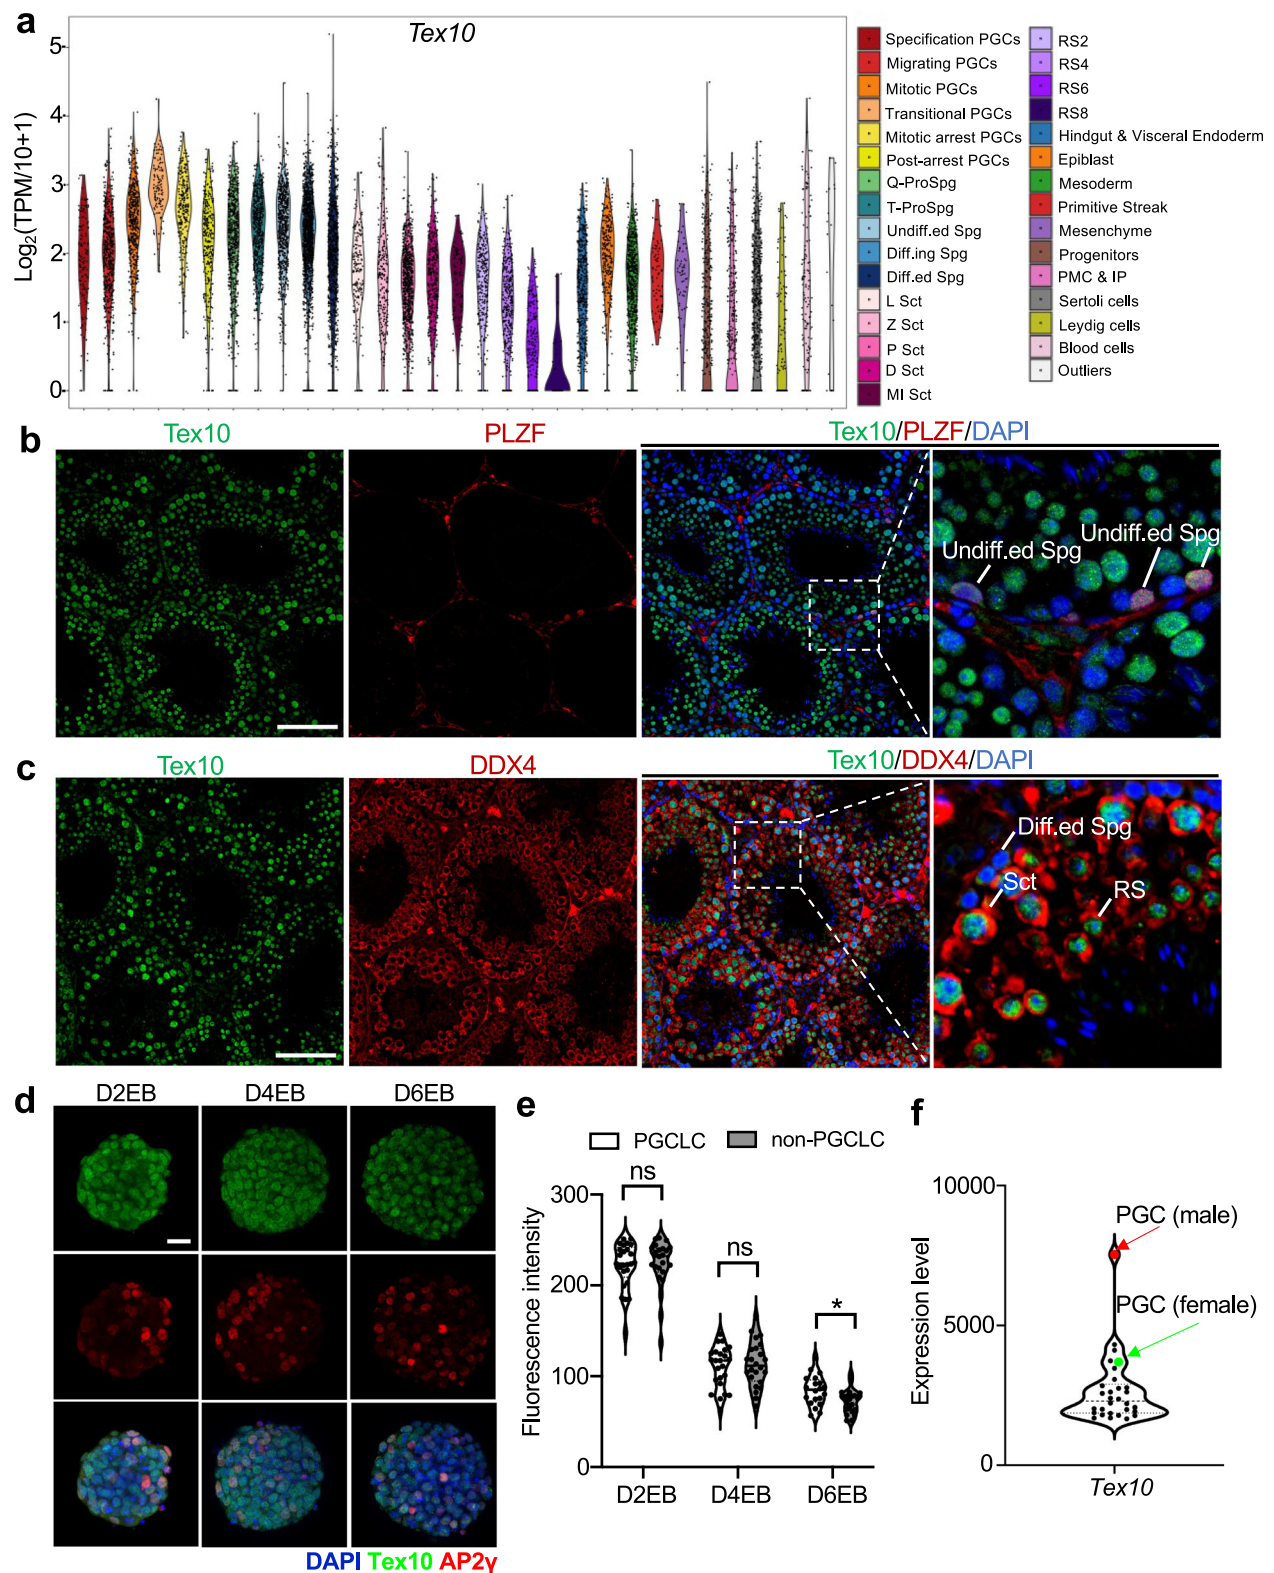 a
Tex10
Log2(TPM/10+1)
5
4
3
2
1
0
Specification PGCs
Migrating PGCs
Mitotic PGCs
Transitional PGCs
Mitotic arrest PGCs
Post-arrest PGCs
Q-ProSpg
T-ProSpg
Undiff.ed Spg
Diff.ing Spg
Diff.ed Spg
L Sct
Z Sct
P Sct
D Sct
MI Sct
RS2
RS4
RS6
RS8
Hindgut & Visceral Endoderm
Epiblast
Mesoderm
Primitive Streak
Mesenchyme
Progenitors
PMC & IP
Sertoli cells
Leydig cells
Blood cells
Outliers
b
Tex10
PLZF
Tex10/PLZF/DAPI
Undiff.ed Spg
Undiff.ed Spg
c
Tex10
DDX4
Tex10/DDX4/DAPI
Diff.ed Spg
Sct
RS
d
D2EB
D4EB
D6EB
DAPI Tex10 AP2γ
e
PGCLC
non-PGCLC
Fluorescence intensity
300
200
100
0
ns
ns
*
D2EB
D4EB
D6EB
f
Expression level
10000
5000
0
PGC (male)
PGC (female)
Tex10